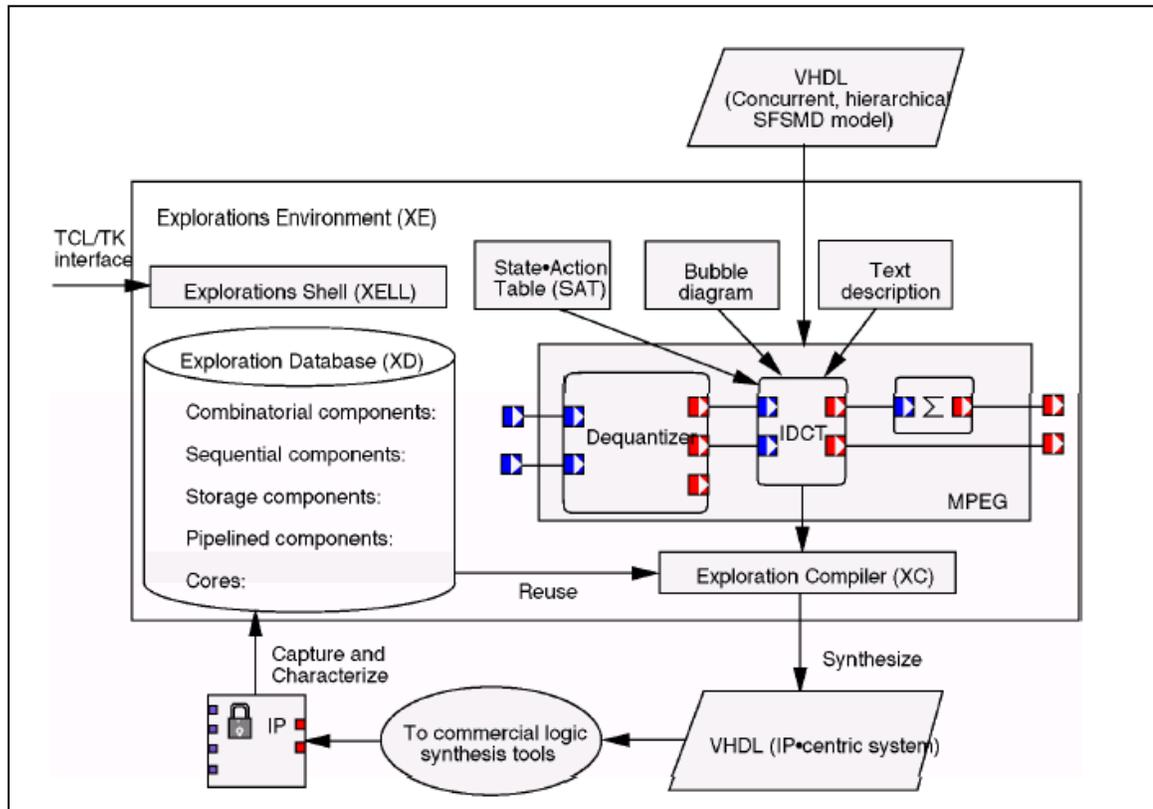 VHDL
(Concurrent, hierarchical
SFSMD model)
Explorations Environment (XE)
TCL/TK
interface
Explorations Shell (XELL)
State•Action
Table (SAT)
Bubble
diagram
Text
description
Exploration Database (XD)
Combinatorial components:
Sequential components:
Storage components:
Pipelined components:
Cores:
Dequantizer
IDCT
Σ
MPEG
Reuse
Exploration Compiler (XC)
Capture and
Characterize
Synthesize
IP
To commercial logic
synthesis tools
VHDL (IP•centric system)